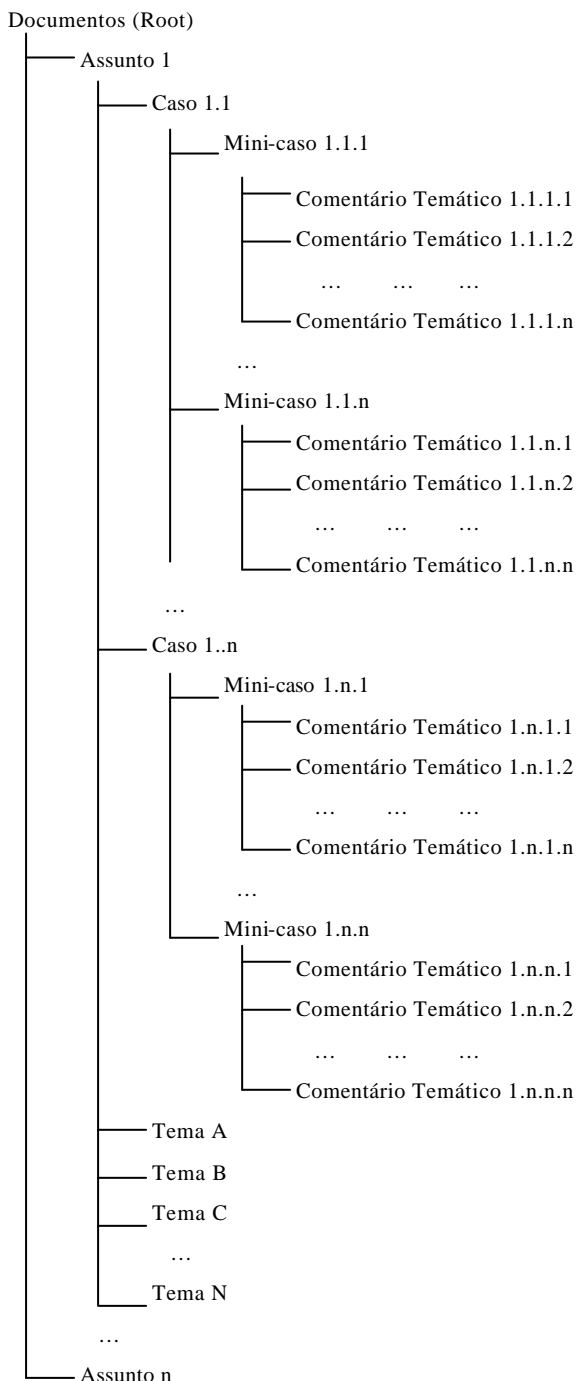 Documentos (Root)
Assunto 1
Caso 1.1
Mini-caso 1.1.1
Comentário Temático 1.1.1.1
Comentário Temático 1.1.1.2
… … …
Comentário Temático 1.1.1.n
…
Mini-caso 1.1.n
Comentário Temático 1.1.n.1
Comentário Temático 1.1.n.2
… … …
Comentário Temático 1.1.n.n
…
Caso 1..n
Mini-caso 1.n.1
Comentário Temático 1.n.1.1
Comentário Temático 1.n.1.2
… … …
Comentário Temático 1.n.1.n
…
Mini-caso 1.n.n
Comentário Temático 1.n.n.1
Comentário Temático 1.n.n.2
… … …
Comentário Temático 1.n.n.n
Tema A
Tema B
Tema C
…
Tema N
…
Assunto n